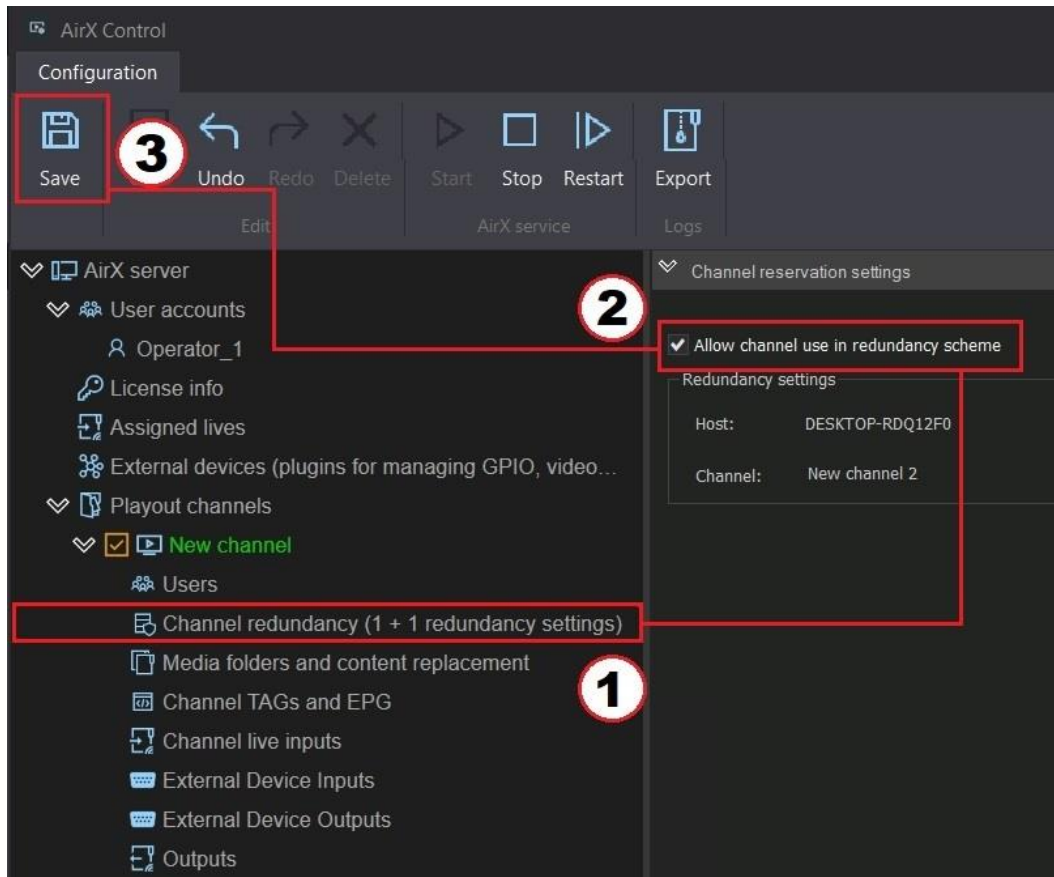 AirX Control
Configuration
Save
3
Undo
Redo
Delete
Start
Stop
Restart
Export
Edit
AirX service
Logs
AirX server
User accounts
Operator_1
License info
Assigned lives
External devices (plugins for managing GPIO, video...
Playout channels
New channel
Users
Channel redundancy (1 + 1 redundancy settings)
Media folders and content replacement
Channel TAGs and EPG
Channel live inputs
External Device Inputs
External Device Outputs
Outputs
1
Channel reservation settings
2
Allow channel use in redundancy scheme
Redundancy settings
Host: DESKTOP-RDQ12F0
Channel: New channel 2